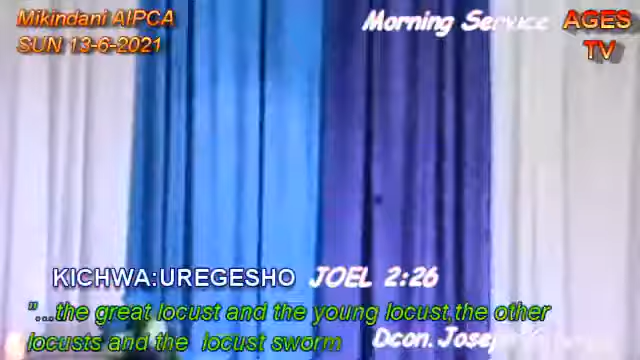 Mikindani AIPCA
SUN 13-6-2021
Morning Service
AGES
TV
KICHWA:UREGESHO JOEL 2:26
"...the great locust and the young locust,the other
locusts and the locust sworm
Dcon.